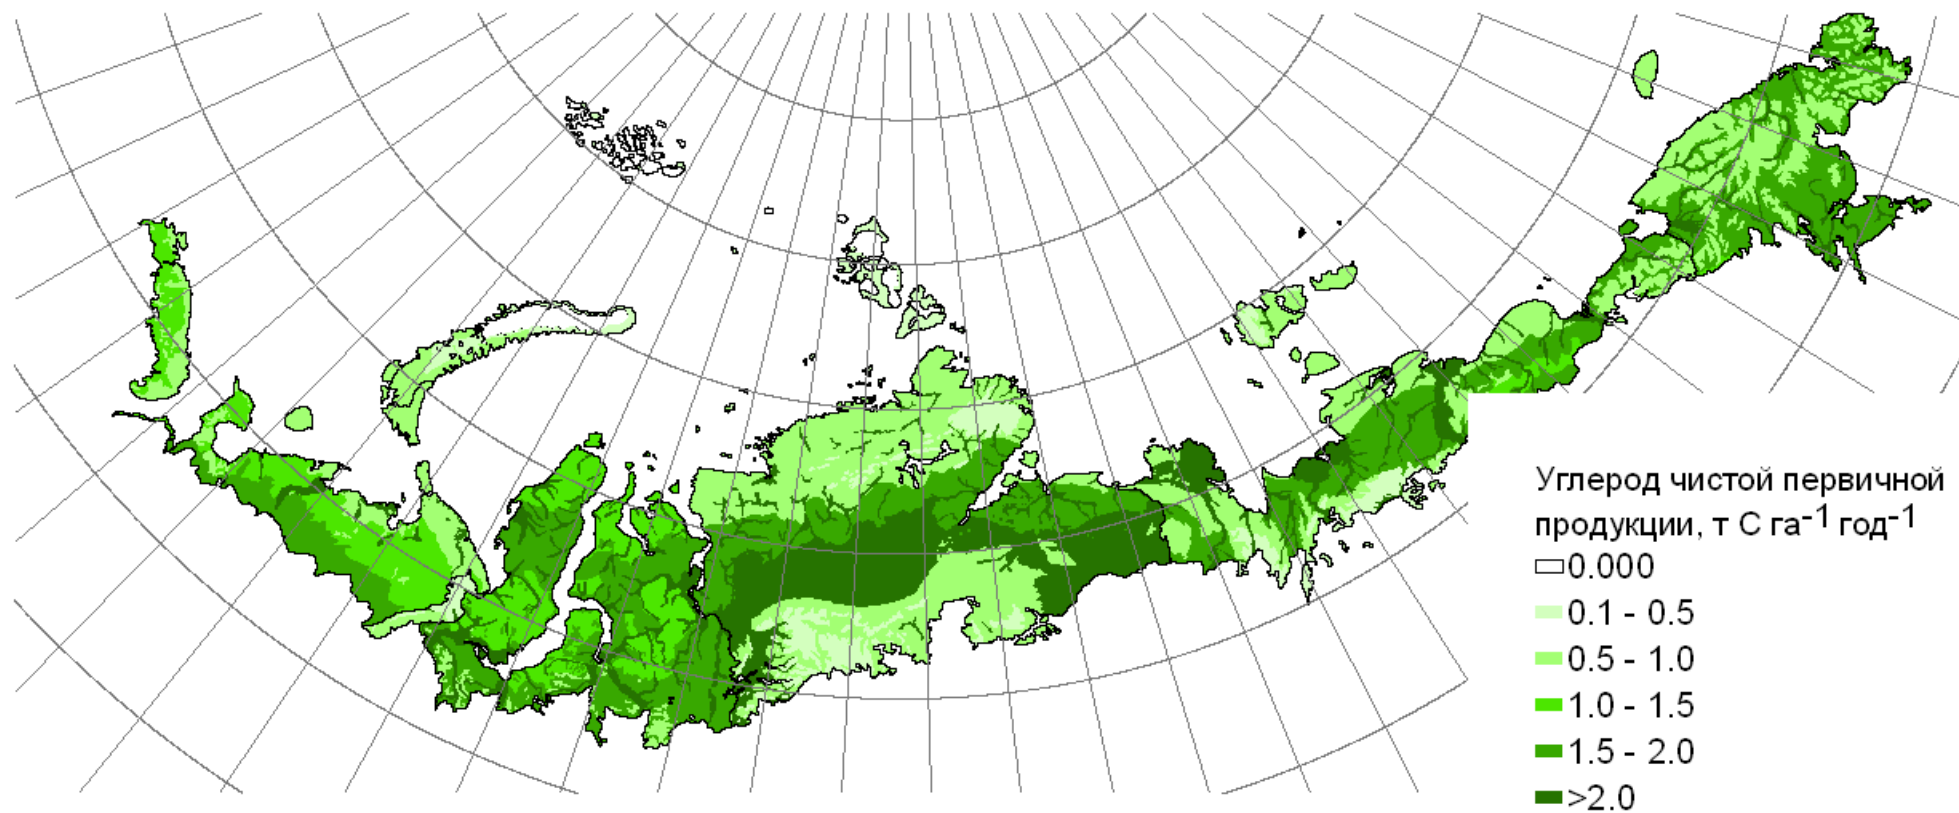 Углерод чистой первичной
продукции, т С га-1 год-1
0.000
0.1 - 0.5
0.5 - 1.0
1.0 - 1.5
1.5 - 2.0
>2.0